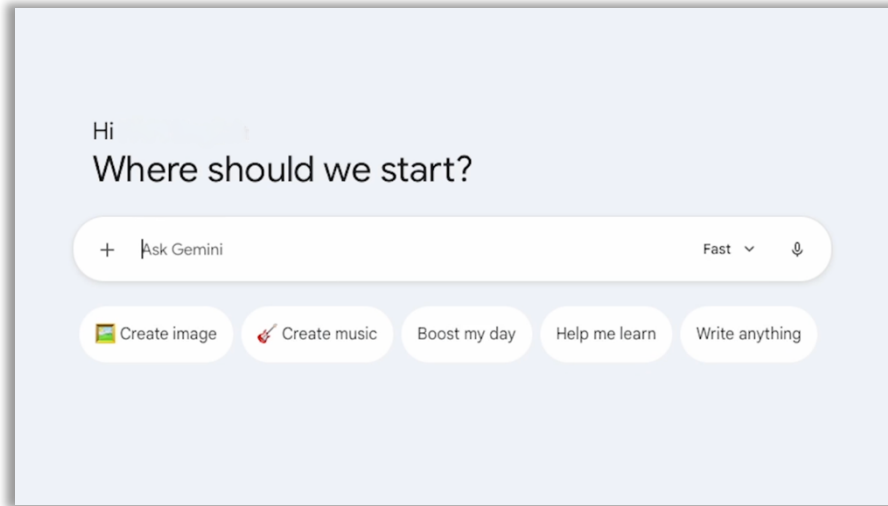 Hi
Where should we start?
Ask Gemini
Fast
Create image
Create music
Boost my day
Help me learn
Write anything